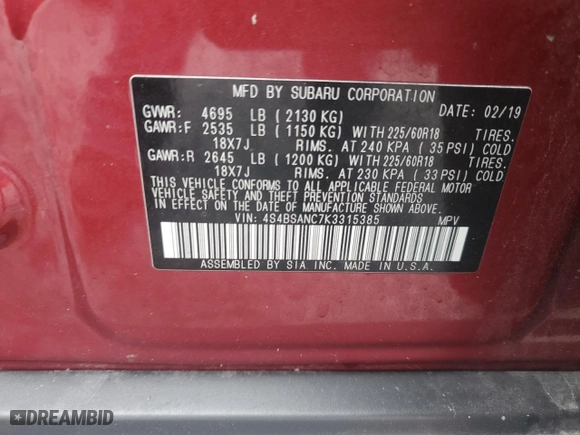 MFD BY SUBARU CORPORATION
GVWR: 4695 LB ( 2130 KG) DATE: 02/19
GAWR:F 2535 LB ( 1150 KG) WITH 225/60R18 TIRES.
18X7J RIMS. AT 240 KPA ( 35 PSI) COLD
GAWR:R 2645 LB ( 1200 KG) WITH 225/60R18 TIRES.
18X7J RIMS. AT 230 KPA ( 33 PSI) COLD
THIS VEHICLE CONFORMS TO ALL APPLICABLE FEDERAL MOTOR
VEHICLE SAFETY BUMPER, AND THEFT PREVENTION STANDARDS
IN EFFECT ON THE DATE OF MANUFACTURE SHOWN ABOVE.
VIN: 4S4BSANC7K3315385 MPV
ASSEMBLED BY SIA INC. MADE IN U.S.A.
DREAMBID